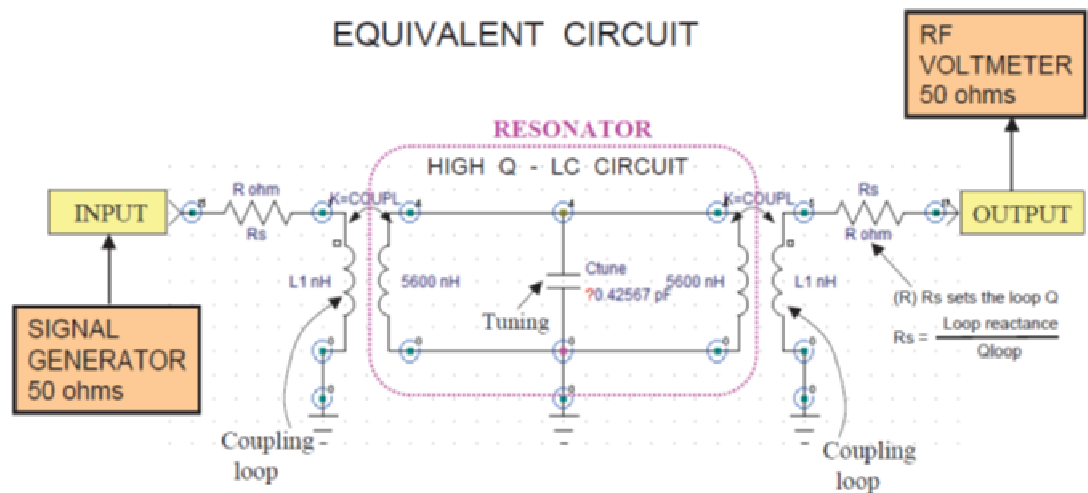 EQUIVALENT CIRCUIT
RF
VOLTMETER
50 ohms
RESONATOR
HIGH Q - LC CIRCUIT
INPUT
R ohm
Rs
K=COUPL
K=COUPL
Rs
R ohm
OUTPUT
L1 nH
5600 nH
Ctune
?0.42567 pF
5600 nH
L1 nH
Tuning
(R) Rs sets the loop Q
Rs = Loop reactance
Qloop
SIGNAL
GENERATOR
50 ohms
Coupling
loop
Coupling
loop